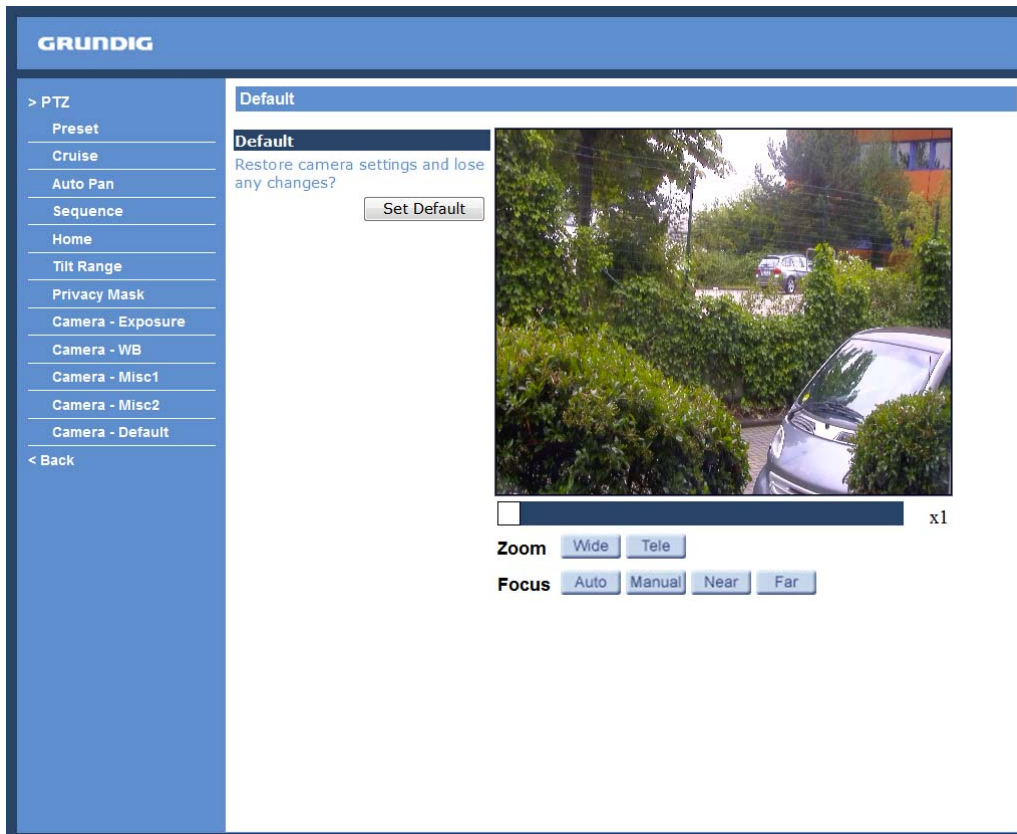 GRUNDIG
> PTZ
Preset
Cruise
Auto Pan
Sequence
Home
Tilt Range
Privacy Mask
Camera - Exposure
Camera - WB
Camera - Misc1
Camera - Misc2
Camera - Default
< Back
Default
Default
Restore camera settings and lose
any changes?
Set Default
x1
Zoom Wide Tele
Focus Auto Manual Near Far